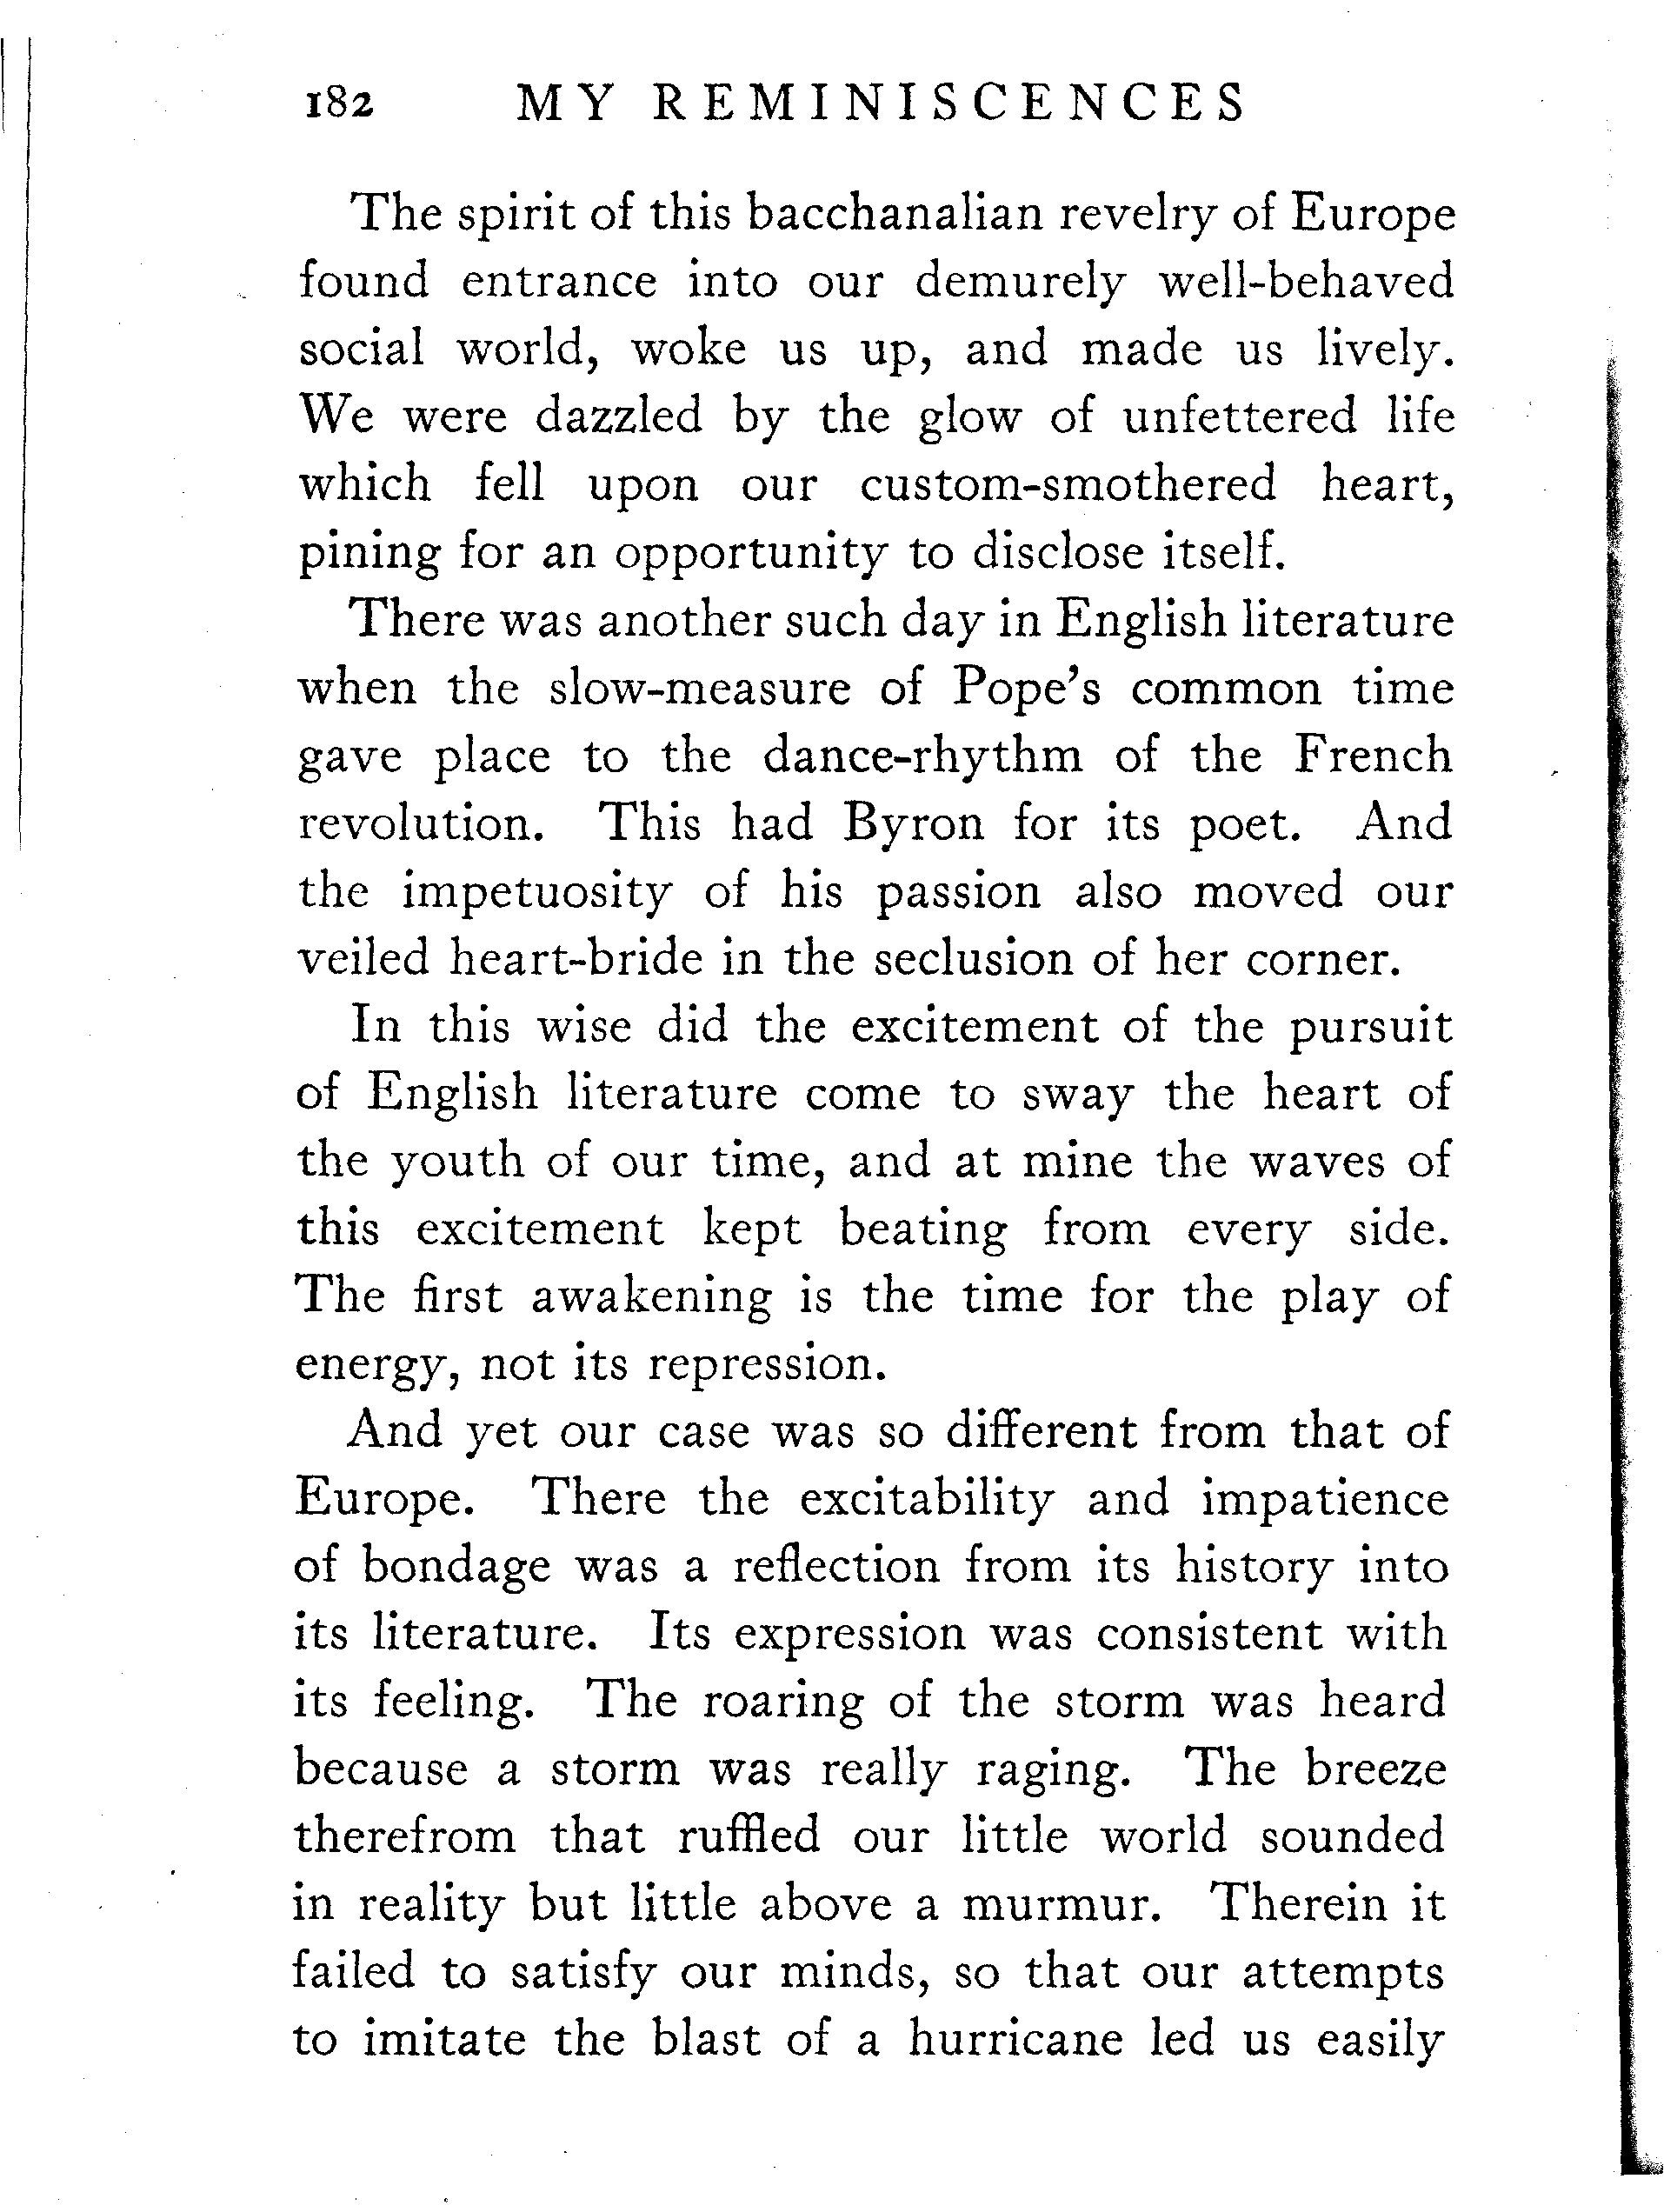 182 MY REMINISCENCES
The spirit of this bacchanalian revelry of Europe
found entrance into our demurely well-behaved
social world, woke us up, and made us lively.
We were dazzled by the glow of unfettered life
which fell upon our custom-smothered heart,
pining for an opportunity to disclose itself.
There was another such day in English literature
when the slow-measure of Pope's common time
gave place to the dance-rhythm of the French
revolution. This had Byron for its poet. And
the impetuosity of his passion also moved our
veiled heart-bride in the seclusion of her corner.
In this wise did the excitement of the pursuit
of English literature come to sway the heart of
the youth of our time, and at mine the waves of
this excitement kept beating from every side.
The first awakening is the time for the play of
energy, not its repression.
And yet our case was so different from that of
Europe. There the excitability and impatience
of bondage was a reflection from its history into
its literature. Its expression was consistent with
its feeling. The roaring of the storm was heard
because a storm was really raging. The breeze
therefrom that ruffled our little world sounded
in reality but little above a murmur. Therein it
failed to satisfy our minds, so that our attempts
to imitate the blast of a hurricane led us easily